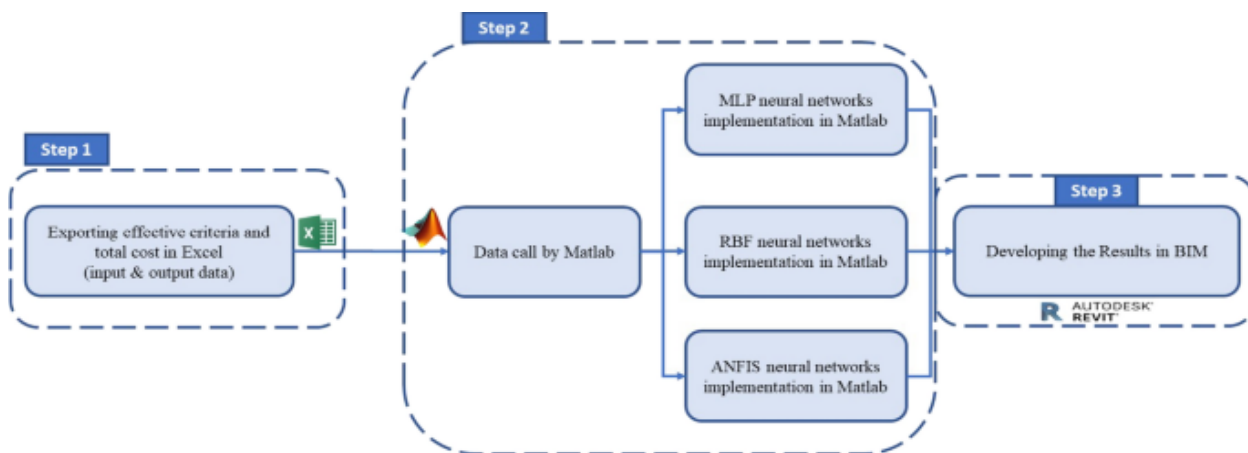 Step 1
Exporting effective criteria and
total cost in Excel
(input & output data)
X
Step 2
Data call by Matlab
MLP neural networks
implementation in Matlab
RBF neural networks
implementation in Matlab
ANFIS neural networks
implementation in Matlab
Step 3
Developing the Results in BIM
R AUTODESK®
REVIT®